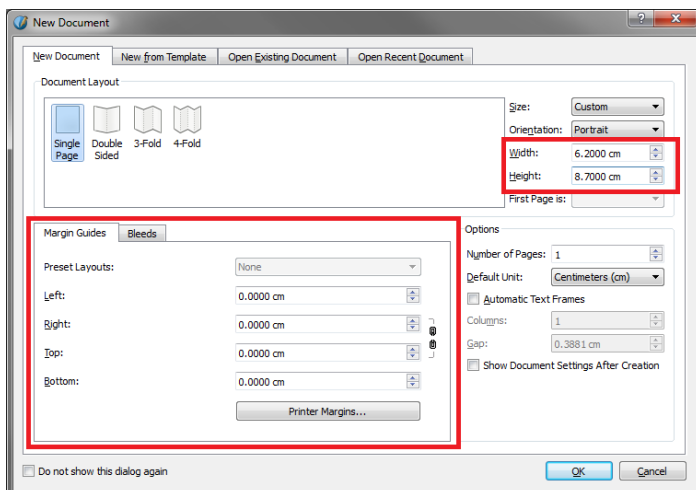 New Document
New Document
New from Template
Open Existing Document
Open Recent Document
Document Layout
Single Page
Double Sided
3-Fold
4-Fold
Size: Custom
Orientation: Portrait
Width: 6.2000 cm
Height: 8.7000 cm
First Page is:
Margin Guides
Bleeds
Preset Layouts: None
Left: 0.0000 cm
Right: 0.0000 cm
Top: 0.0000 cm
Bottom: 0.0000 cm
Printer Margins...
Options
Number of Pages: 1
Default Unit: Centimeters (cm)
Automatic Text Frames
Columns: 1
Gap: 0.3881 cm
Show Document Settings After Creation
Do not show this dialog again
OK
Cancel